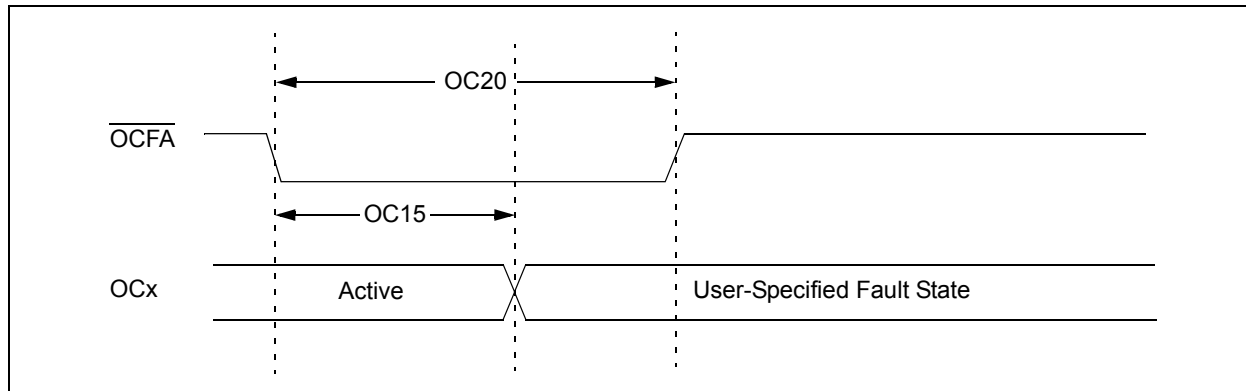 OC20
OCFA
OC15
OCx
Active
User-Specified Fault State